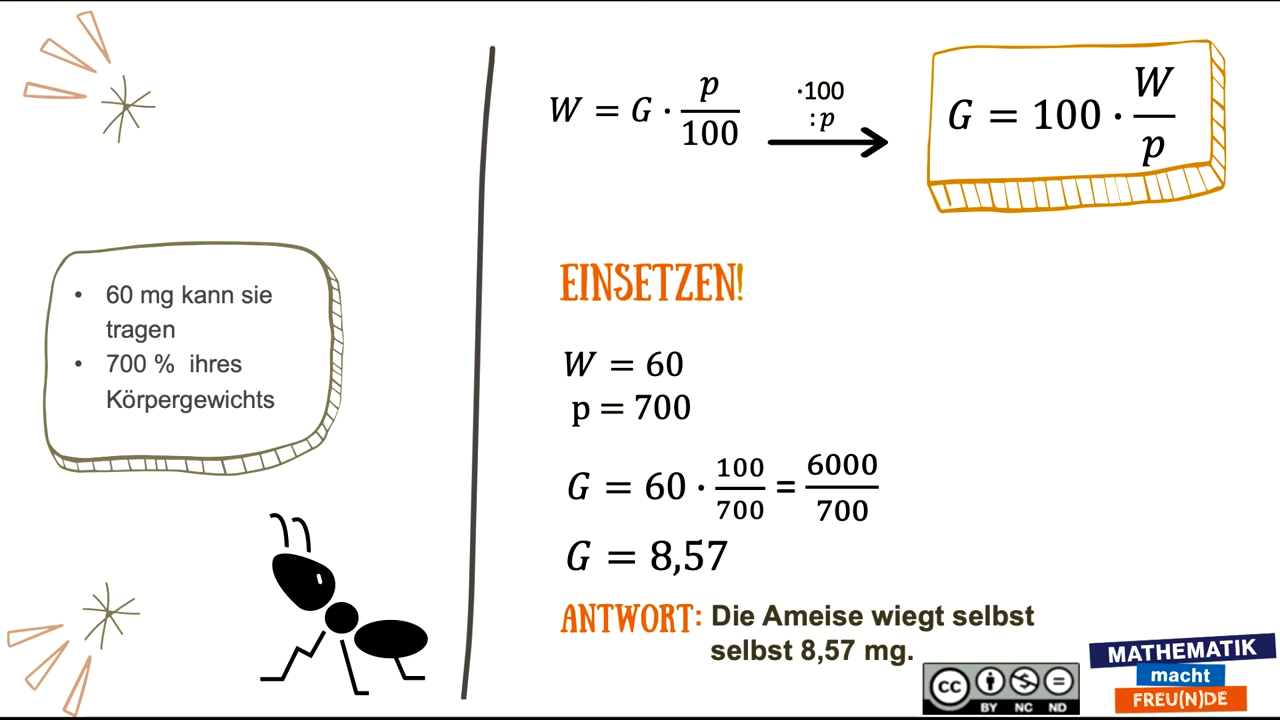 • 60 mg kann sie
tragen
• 700 % ihres
Körpergewichts
W = G · p/100
·100
:p
G = 100 · W/p
EINSETZEN!
W = 60
p = 700
G = 60 · 100/700 = 6000/700
G = 8,57
ANTWORT: Die Ameise wiegt selbst
selbst 8,57 mg.
cc BY NC ND
MATHEMATIK
macht
FREU(N)DE